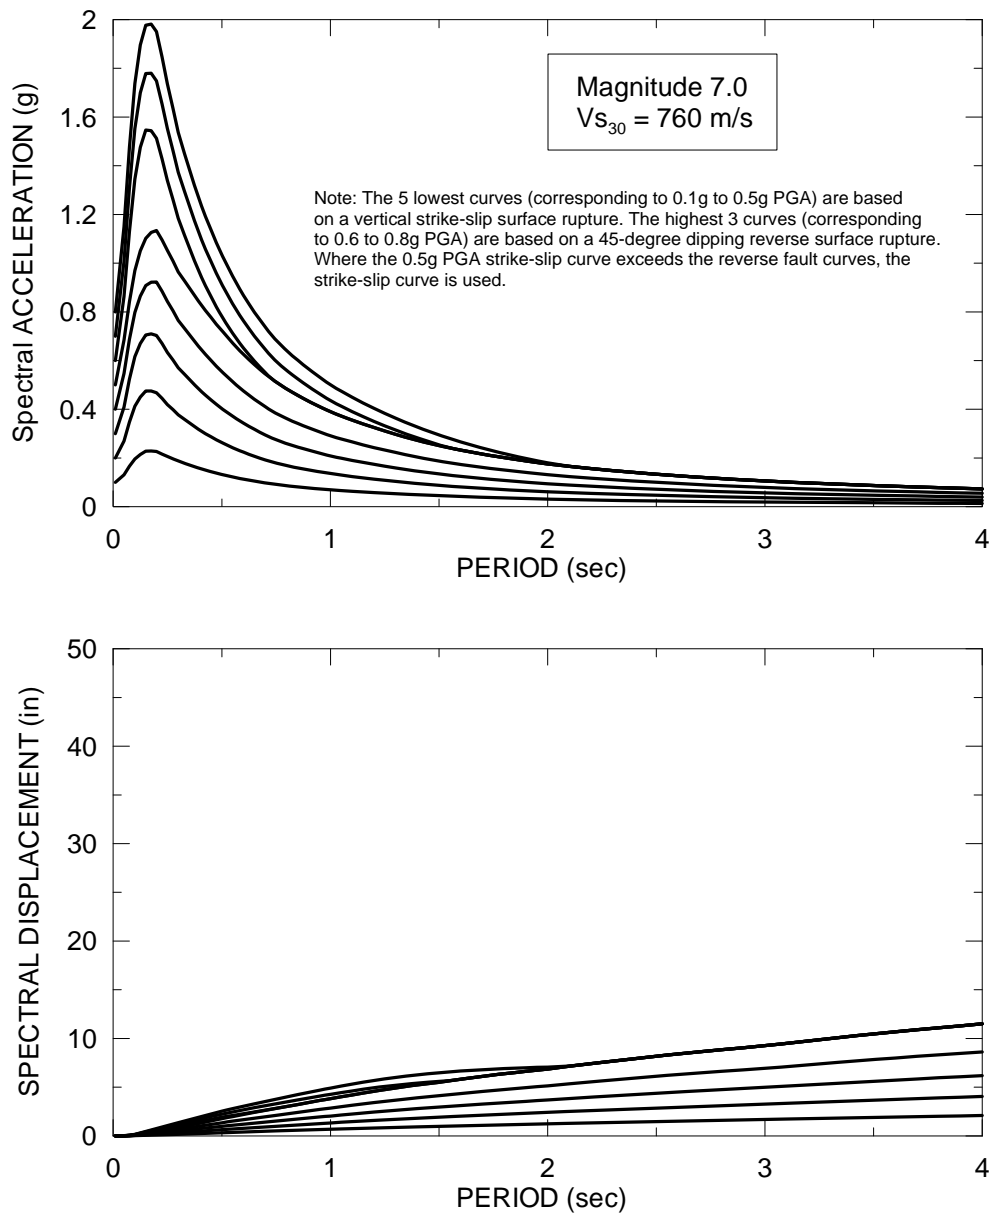 2
1.6
1.2
0.8
0.4
0
Spectral ACCELERATION (g)
Magnitude 7.0
Vs30 = 760 m/s
Note: The 5 lowest curves (corresponding to 0.1g to 0.5g PGA) are based
on a vertical strike-slip surface rupture. The highest 3 curves (corresponding
to 0.6 to 0.8g PGA) are based on a 45-degree dipping reverse surface rupture.
Where the 0.5g PGA strike-slip curve exceeds the reverse fault curves, the
strike-slip curve is used.
0 1 2 3 4
PERIOD (sec)
50
40
30
20
10
0
SPECTRAL DISPLACEMENT (in)
0 1 2 3 4
PERIOD (sec)